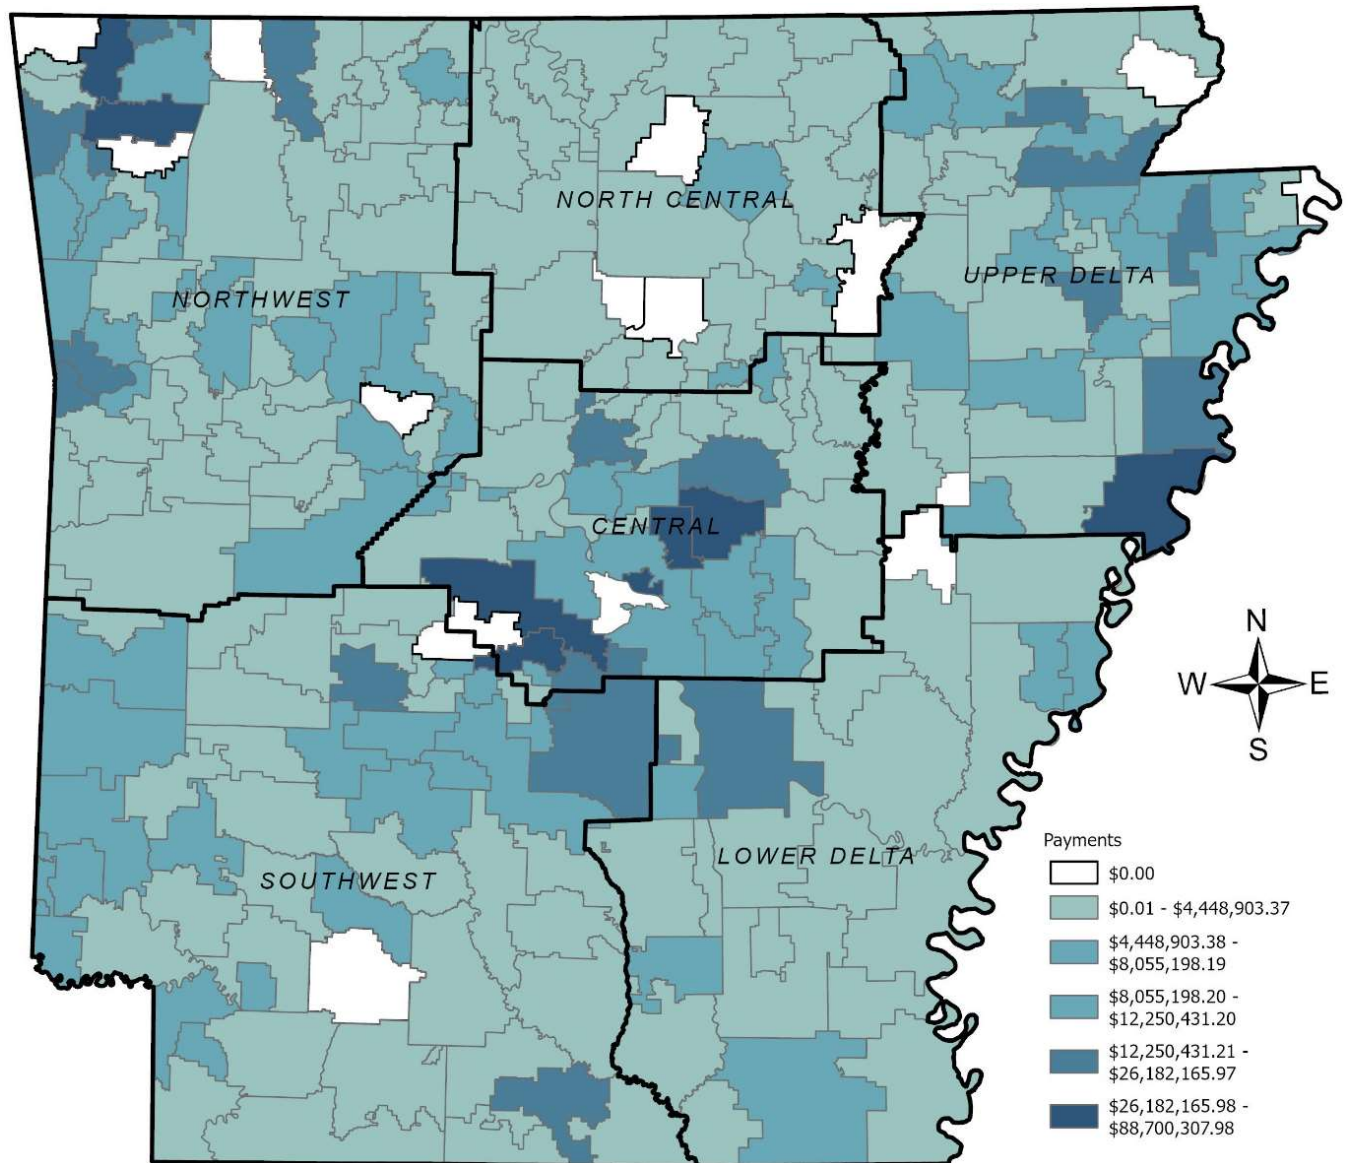 NORTH CENTRAL
UPPER DELTA
NORTHWEST
CENTRAL
N
W E
S
LOWER DELTA
SOUTHWEST
Payments
$0.00
$0.01 - $4,448,903.37
$4,448,903.38 -
$8,055,198.19
$8,055,198.20 -
$12,250,431.20
$12,250,431.21 -
$26,182,165.97
$26,182,165.98 -
$88,700,307.98